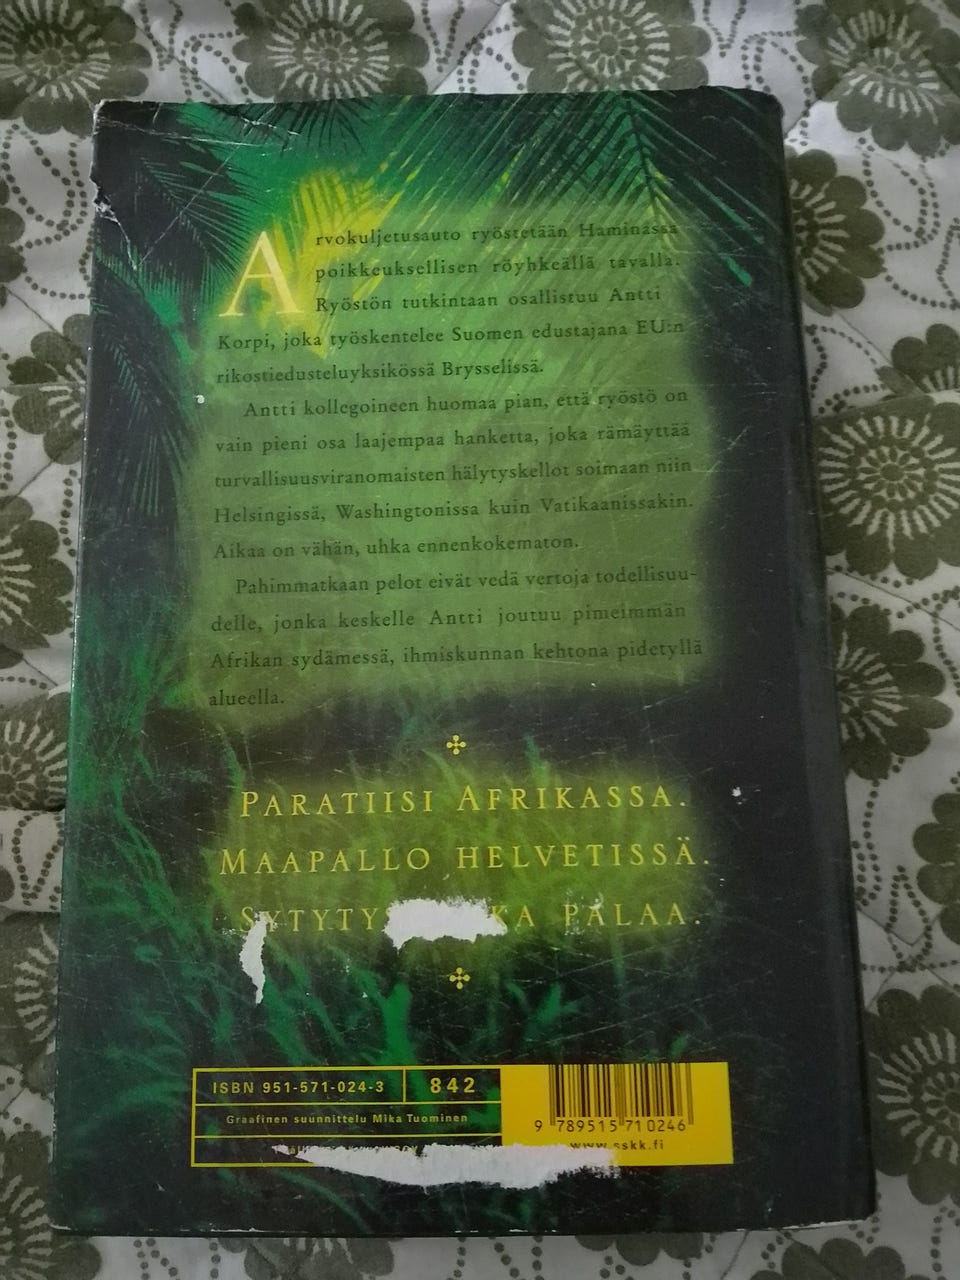 Arvokuljetusauto ryöstetään Haminassa
poikkeuksellisen röyhkeällä tavalla.
Ryöstön tutkintaan osallistuu Antti
Korpi, joka työskentelee Suomen edustajana EU:n
rikostiedusteluyksikössä Brysselissä.
Antti kollegoineen huomaa pian, että ryöstö on
vain pieni osa laajempaa hanketta, joka rämäyttää
turvallisuusviranomaisten hälytyskellot soimaan niin
Helsingissä, Washingtonissa kuin Vatikaanissakin.
Aikaa on vähän, uhka ennenkokematon.
Pahimmatkaan pelot eivät vedä vertoja todellisuu-
delle, jonka keskelle Antti joutuu pimeimmän
Afrikan sydämessä, ihmiskunnan kehtona pidetyllä
alueella.
PARATIISI AFRIKASSA.
MAAPALLO HELVETISSÄ.
PALAA.
ISBN 951-571-024-3 842
Graafinen suunnittelu Mika Tuominen
9 789515 710246
www.sskk.fi